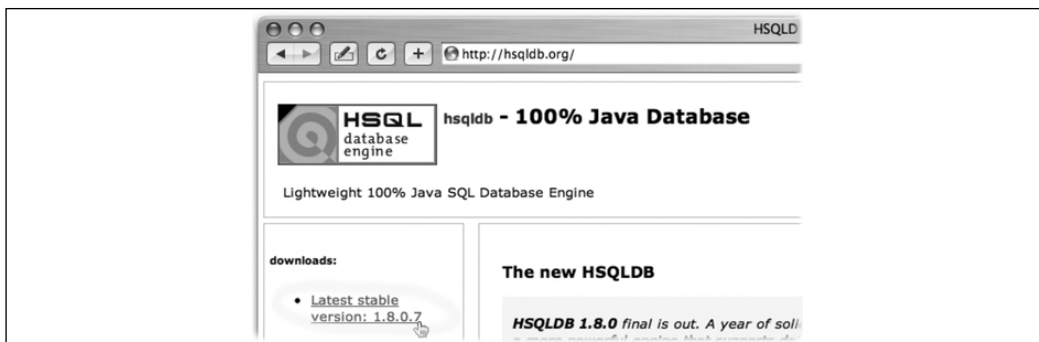 HSQLD
http://hsqldb.org/
HSQL
database
engine
hsqldb - 100% Java Database
Lightweight 100% Java SQL Database Engine
downloads:
Latest stable
version: 1.8.0.7
The new HSQLDB
HSQLDB 1.8.0 final is out. A year of soli